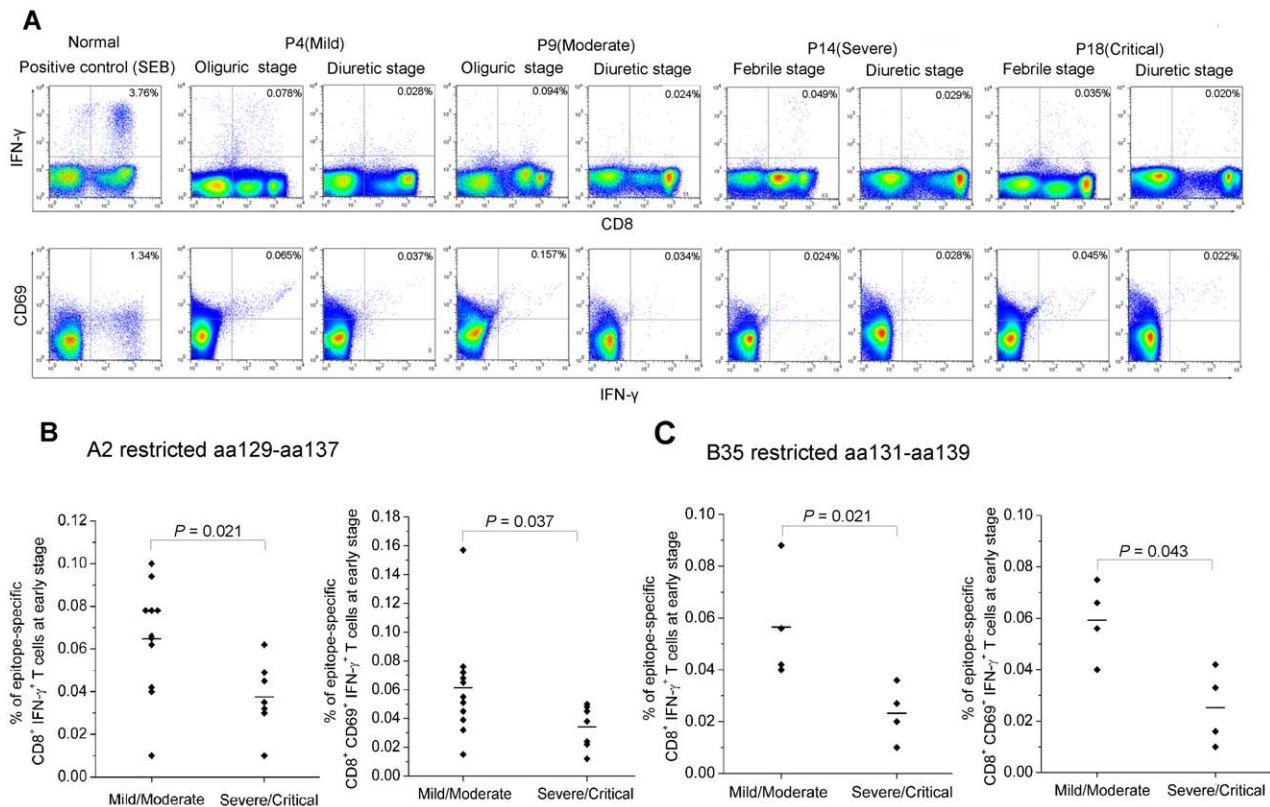 A
Normal
Positive control (SEB)
P4(Mild)
Oliguric stage Diuretic stage
P9(Moderate)
Oliguric stage Diuretic stage
P14(Severe)
Febrile stage Diuretic stage
P18(Critical)
Febrile stage Diuretic stage
3.76% 0.078% 0.028% 0.094% 0.024% 0.049% 0.029% 0.035% 0.020%
IFN-γ
CD8
1.34% 0.065% 0.037% 0.157% 0.034% 0.024% 0.028% 0.045% 0.022%
CD69
IFN-γ
B
A2 restricted aa129-aa137
% of epitope-specific
CD8⁺ IFN-γ⁺ T cells at early stage
0.12
0.10
0.08
0.06
0.04
0.02
0.00
P = 0.021
Mild/Moderate Severe/Critical
% of epitope-specific
CD8⁺ CD69⁺ IFN-γ⁺ T cells at early stage
0.18
0.16
0.14
0.12
0.10
0.08
0.06
0.04
0.02
0.00
P = 0.037
Mild/Moderate Severe/Critical
C
B35 restricted aa131-aa139
% of epitope-specific
CD8⁺ IFN-γ⁺ T cells at early stage
0.10
0.08
0.06
0.04
0.02
0.00
P = 0.021
Mild/Moderate Severe/Critical
% of epitope-specific
CD8⁺ CD69⁺ IFN-γ⁺ T cells at early stage
0.10
0.08
0.06
0.04
0.02
0.00
P = 0.043
Mild/Moderate Severe/Critical